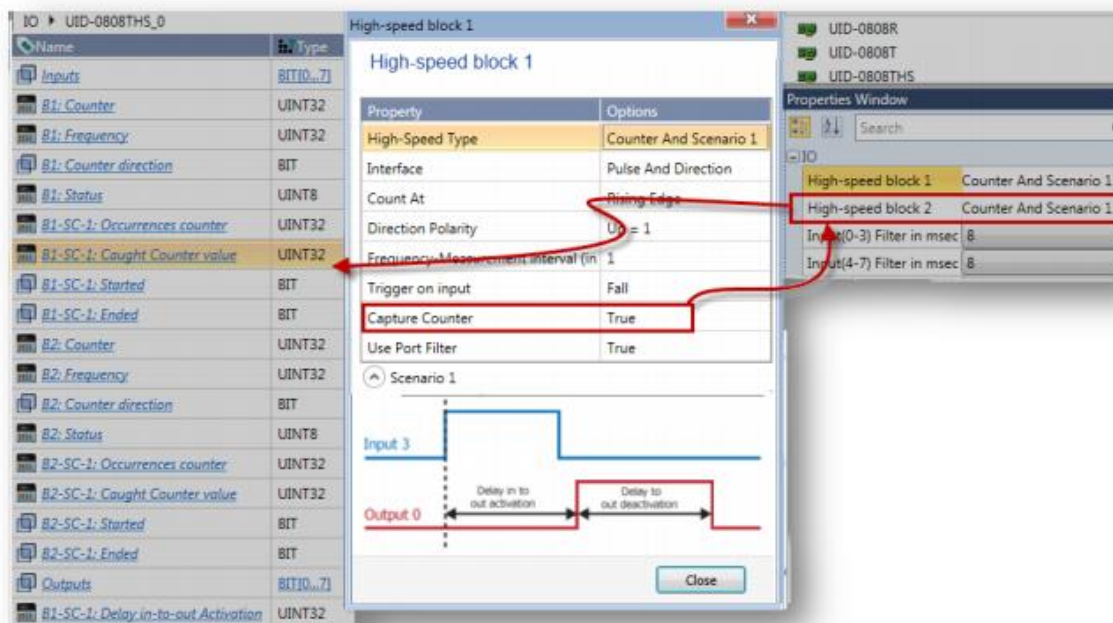 IO ▸ UID-0808THS_0
Name Type
Inputs BIT[0...7]
B1: Counter UINT32
B1: Frequency UINT32
B1: Counter direction BIT
B1: Status UINT8
B1-SC-1: Occurrences counter UINT32
B1-SC-1: Caught Counter value UINT32
B1-SC-1: Started BIT
B1-SC-1: Ended BIT
B2: Counter UINT32
B2: Frequency UINT32
B2: Counter direction BIT
B2: Status UINT8
B2-SC-1: Occurrences counter UINT32
B2-SC-1: Caught Counter value UINT32
B2-SC-1: Started BIT
B2-SC-1: Ended BIT
Outputs BIT[0...7]
B1-SC-1: Delay in-to-out Activation UINT32
High-speed block 1
High-speed block 1
Property Options
High-Speed Type Counter And Scenario 1
Interface Pulse And Direction
Count At Rising Edge
Direction Polarity Up = 1
Frequency-Measurement interval (in 1
Trigger on input Fall
Capture Counter True
Use Port Filter True
Scenario 1
Input 3
Delay in to
out activation
Delay to
out deactivation
Output 0
Close
UID-0808R
UID-0808T
UID-0808THS
Properties Window
Search
IO
High-speed block 1 Counter And Scenario 1
High-speed block 2 Counter And Scenario 1
Input(0-3) Filter in msec 8
Input(4-7) Filter in msec 8